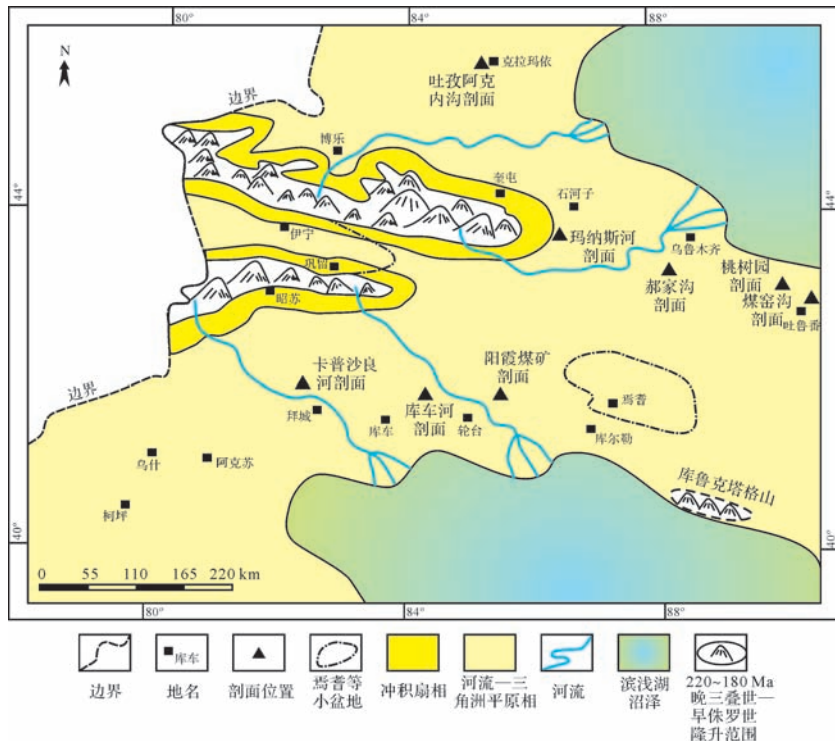 80°
84°
88°
N
克拉玛依
吐孜阿克
内沟剖面
边界
博乐
奎屯
石河子
44°
44°
伊宁
玛纳斯河
剖面
乌鲁木齐
巩留
桃树园
剖面
郝家沟
剖面
煤窑沟
剖面
昭苏
吐鲁番
卡普沙良
河剖面
阳霞煤矿
剖面
边界
拜城
库车
库车河
剖面
轮台
焉耆
库尔勒
乌什
阿克苏
库鲁克塔格山
柯坪
40°
40°
0 55 110 165 220 km
80°
84°
88°
库车
边界
地名
剖面位置
焉耆等
小盆地
冲积扇相
河流—三
角洲平原相
河流
滨浅湖
沼泽
220~180 Ma
晚三叠世—
早侏罗世
隆升范围